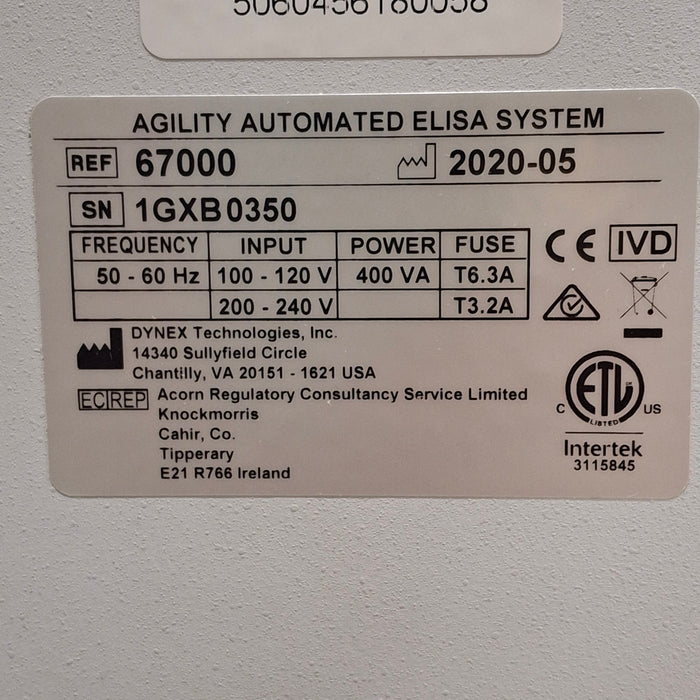 5060456180058
AGILITY AUTOMATED ELISA SYSTEM
REF 67000 2020-05
SN 1GXB0350
FREQUENCY INPUT POWER FUSE
50 - 60 Hz 100 - 120 V 400 VA T6.3A
200 - 240 V T3.2A
CE IVD
DYNEX Technologies, Inc.
14340 Sullyfield Circle
Chantilly, VA 20151 - 1621 USA
EC REP Acorn Regulatory Consultancy Service Limited
Knockmorris
Cahir, Co.
Tipperary
E21 R766 Ireland
ETL
LISTED
C US
Intertek
3115845